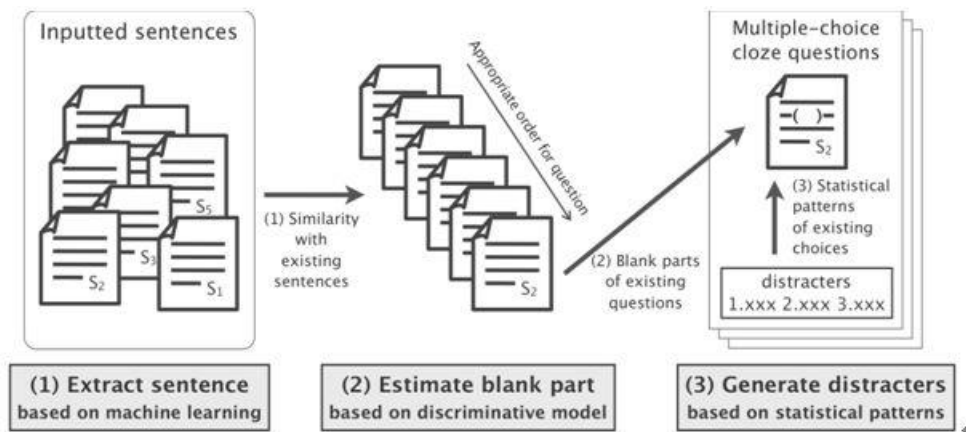 Inputted sentences
S5
S3
S2
S1
(1) Similarity
with
existing
sentences
Appropriate order for question
S2
(2) Blank parts
of existing
questions
Multiple-choice
cloze questions
( )
S2
(3) Statistical
patterns
of existing
choices
distracters
1.xxx 2.xxx 3.xxx
(1) Extract sentence
based on machine learning
(2) Estimate blank part
based on discriminative model
(3) Generate distracters
based on statistical patterns